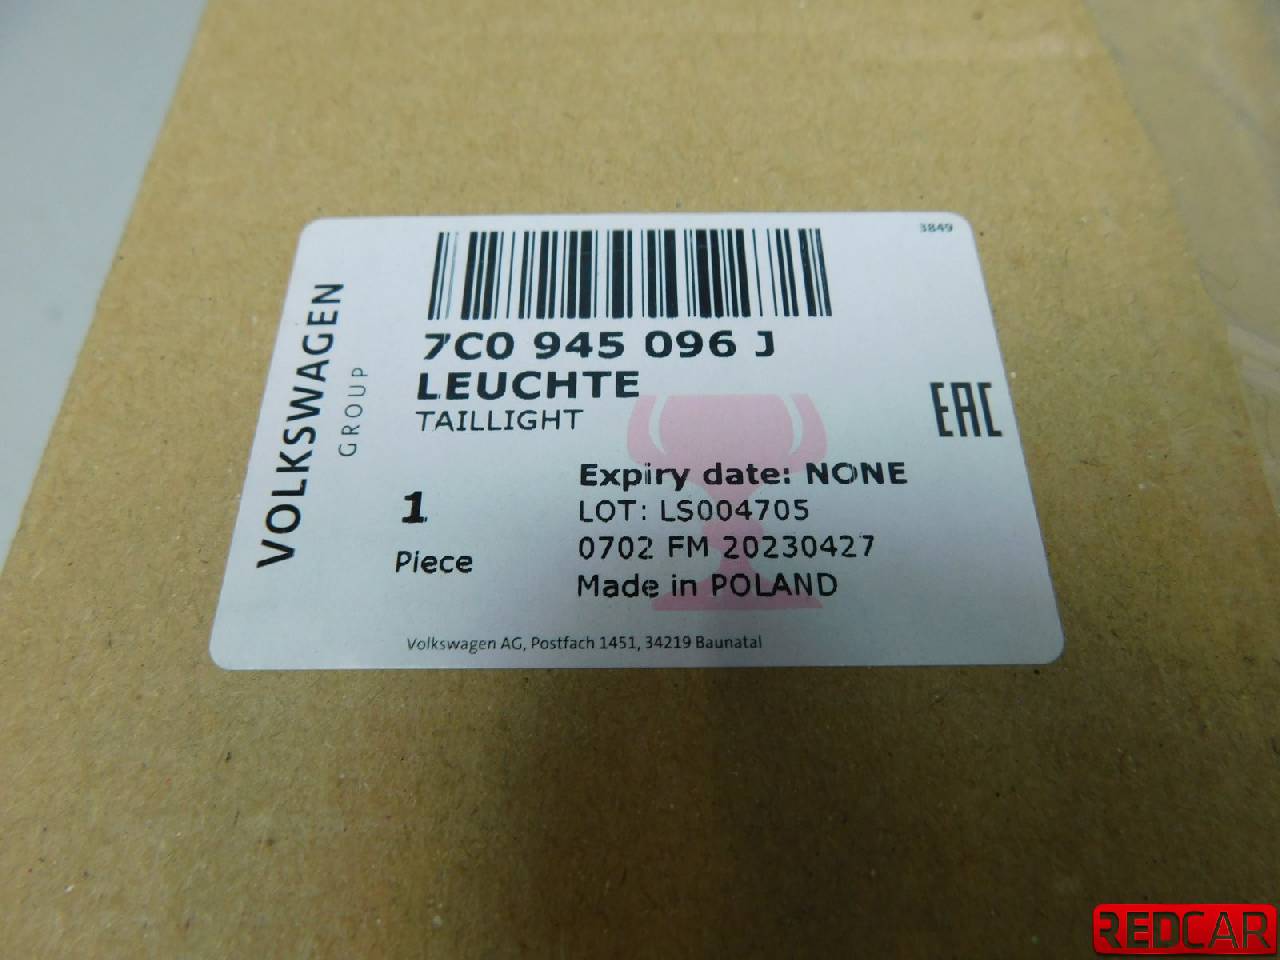 3849
VOLKSWAGEN
GROUP
7C0 945 096 J
LEUCHTE
TAILLIGHT
EAC
1
Piece
Expiry date: NONE
LOT: LS004705
0702 FM 20230427
Made in POLAND
Volkswagen AG, Postfach 1451, 34219 Baunatal
REDCAR